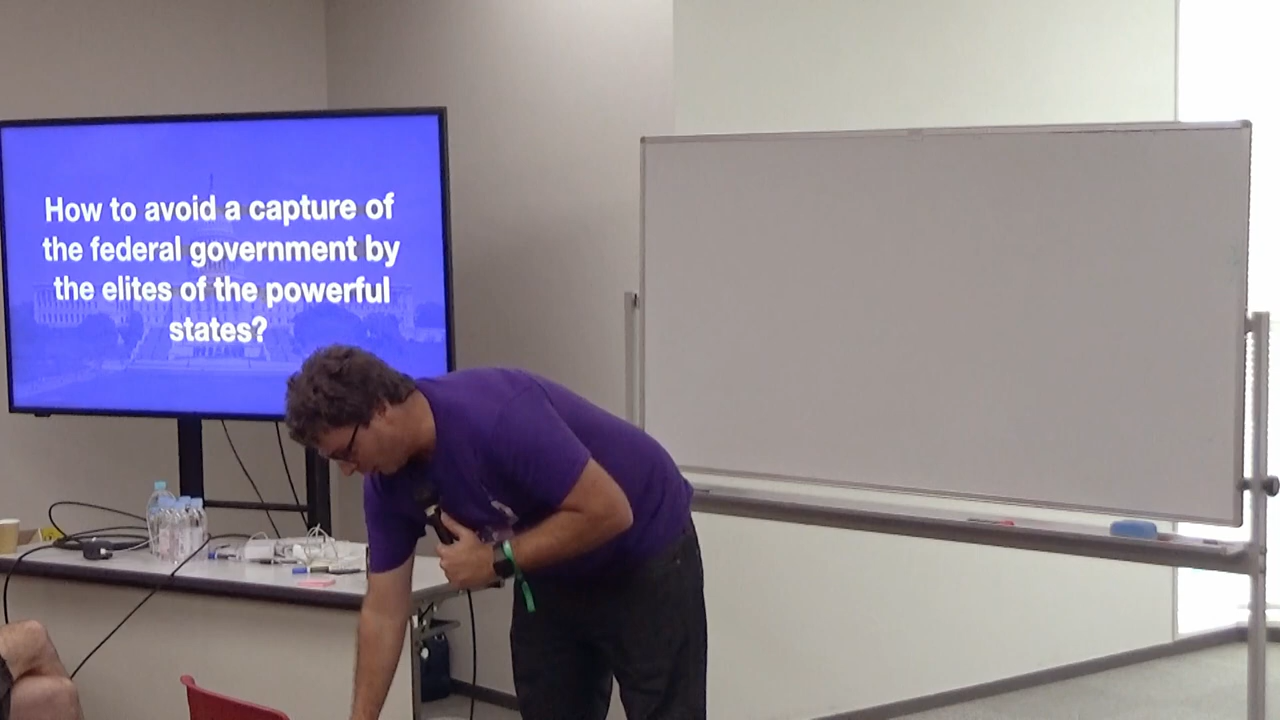 How to avoid a capture of
the federal government by
the elites of the powerful
states?